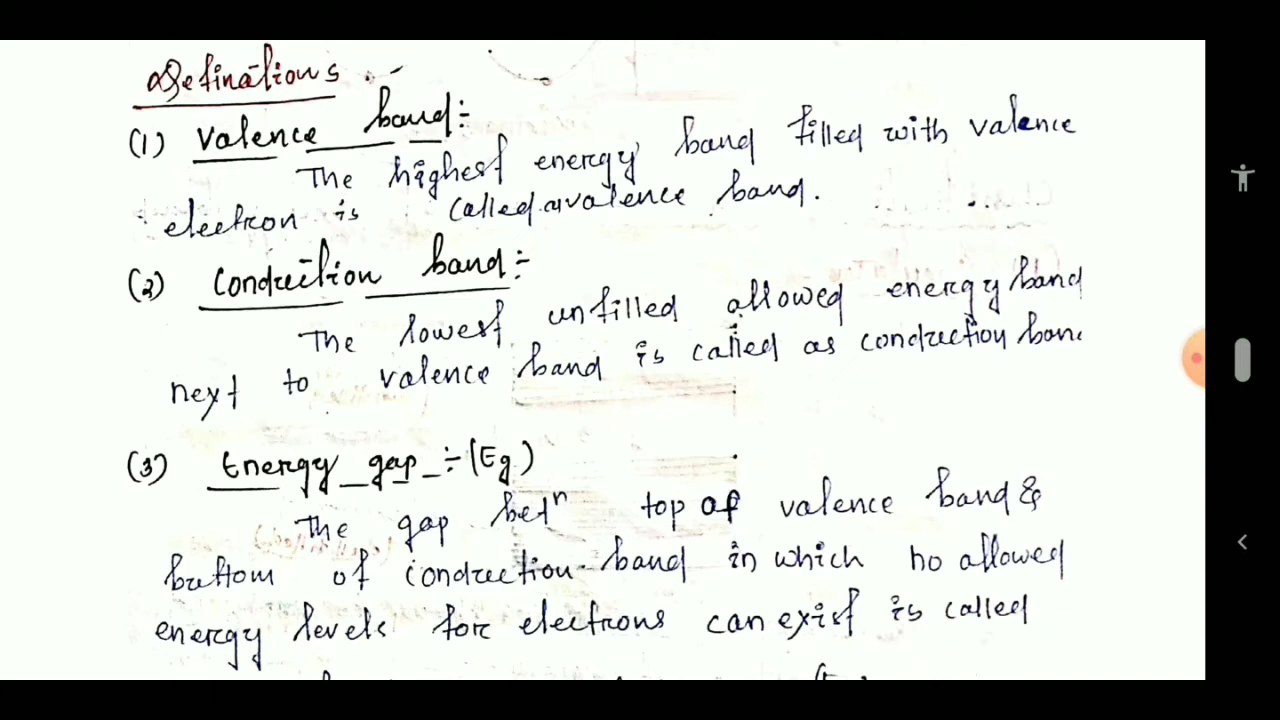 Definations :-
(1) Valence band :-
The highest energy band filled with valence
electron is called a valence band.
(2) Conduction band :-
The lowest unfilled allowed energy band
next to valence band is called as conduction ban
(3) Energy gap :- (Eg)
The gap betn top of valence band &
buttom of conduction band in which no allowed
energy levels for electrons can exist is called